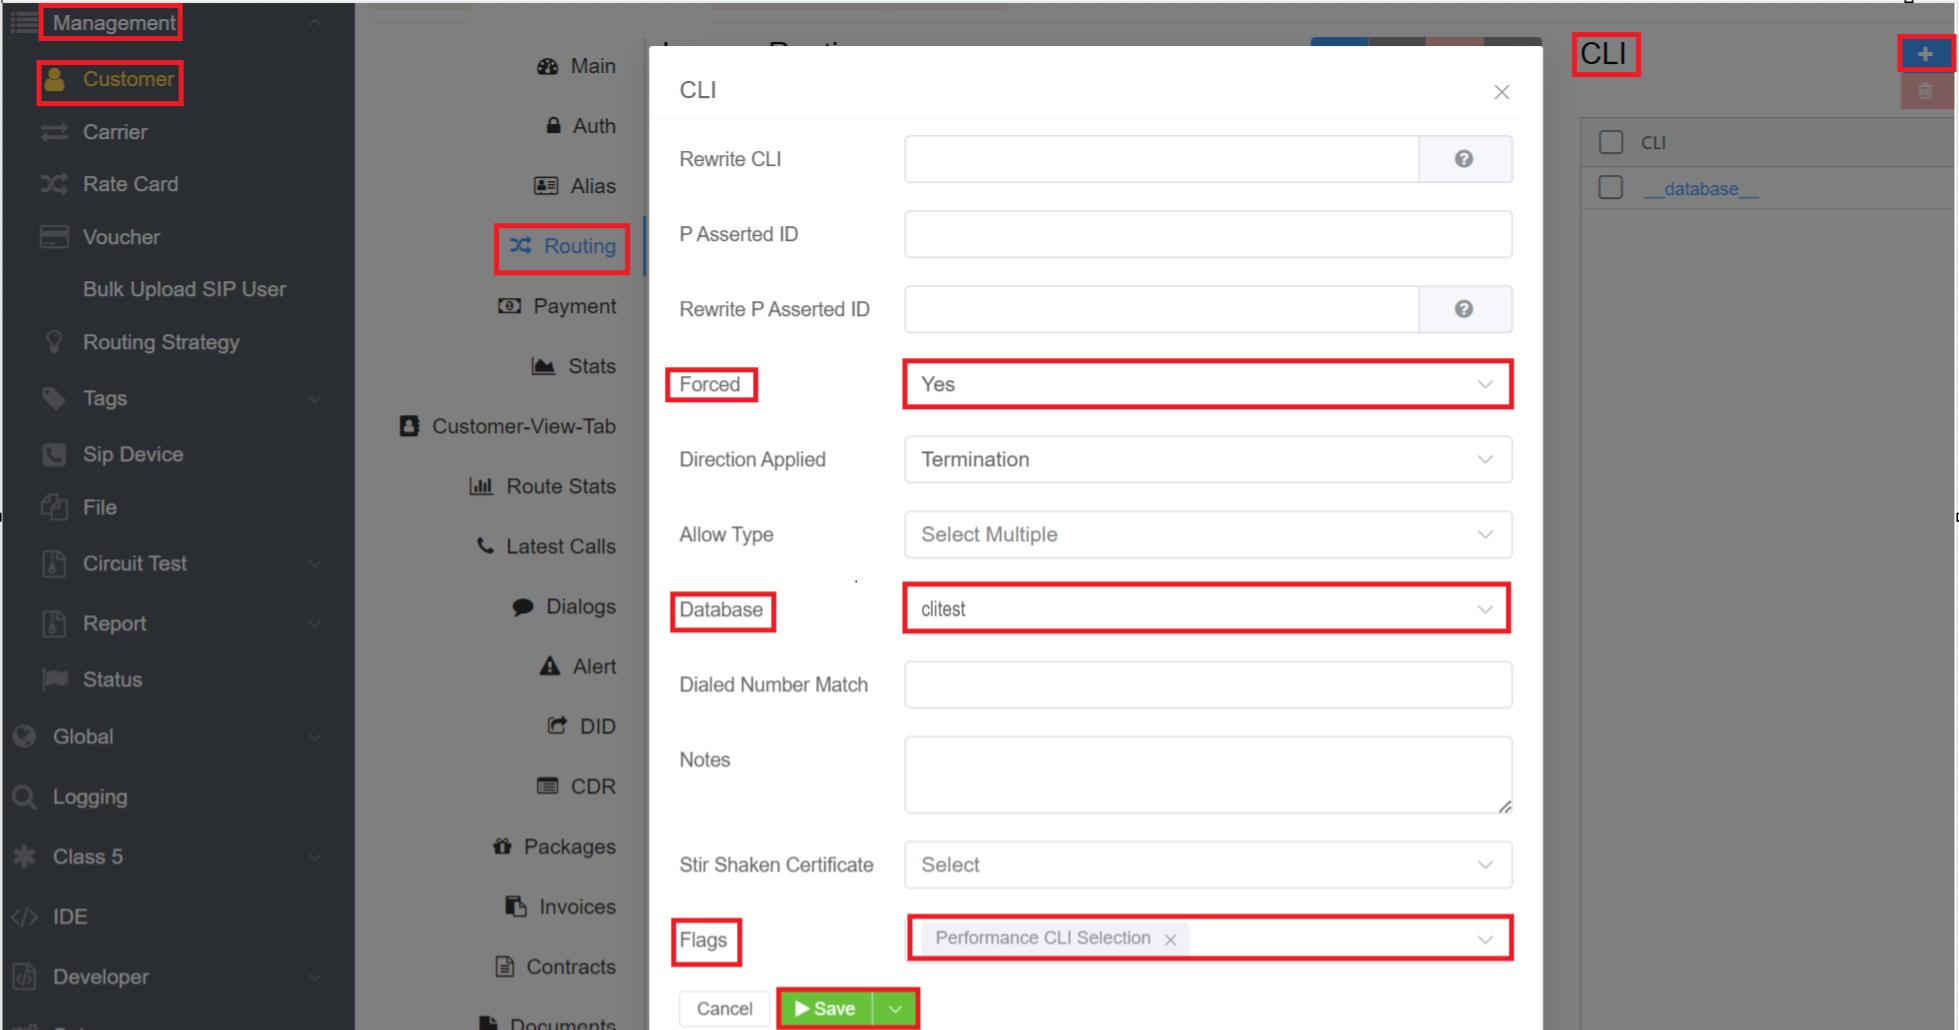 Management
Customer
Carrier
Rate Card
Voucher
Bulk Upload SIP User
Routing Strategy
Tags
Sip Device
File
Circuit Test
Report
Status
Global
Logging
Class 5
IDE
Developer
Main
Auth
Alias
Routing
Payment
Stats
Customer-View-Tab
Route Stats
Latest Calls
Dialogs
Alert
DID
CDR
Packages
Invoices
Contracts
Documents
CLI
Rewrite CLI
P Asserted ID
Rewrite P Asserted ID
Forced Yes
Direction Applied Termination
Allow Type Select Multiple
Database clitest
Dialed Number Match
Notes
Stir Shaken Certificate Select
Flags Performance CLI Selection
Cancel Save
CLI
CLI
__database__